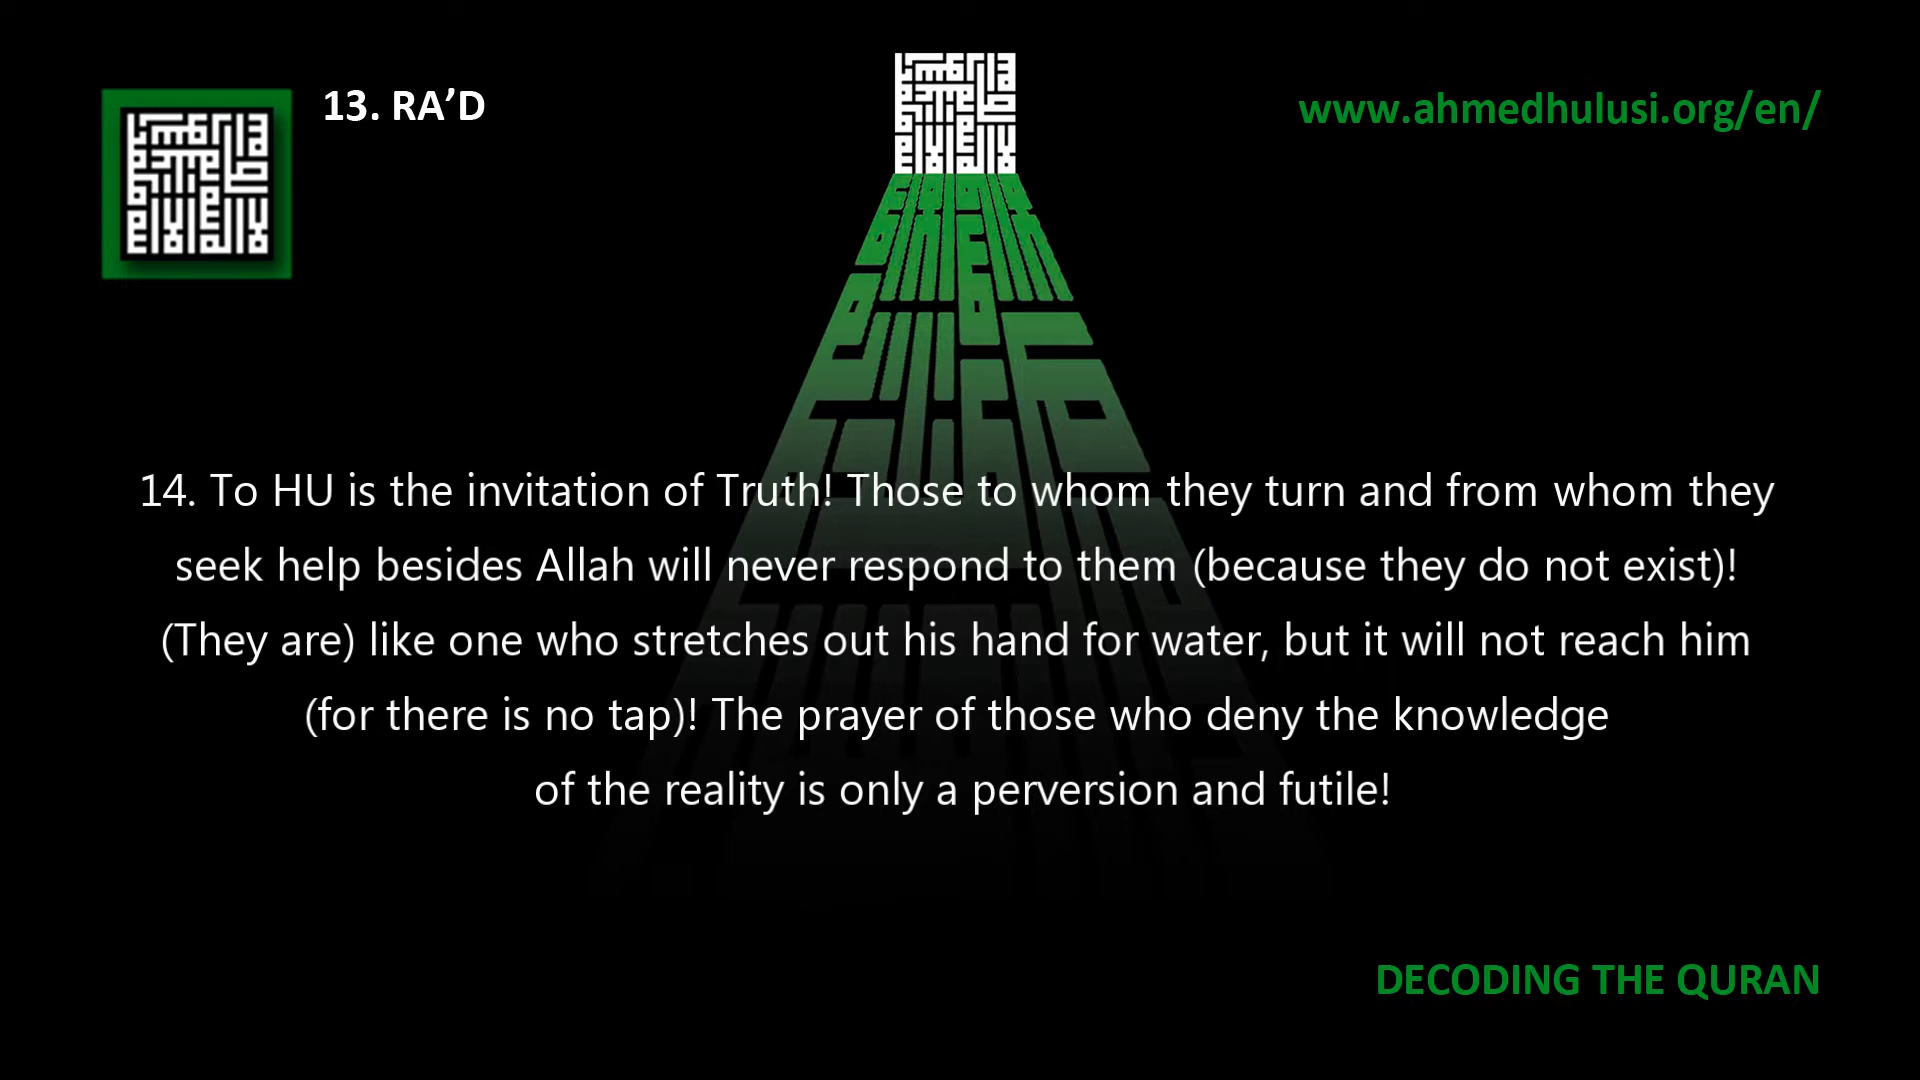 13. RA’D
www.ahmedhulusi.org/en/
14. To HU is the invitation of Truth! Those to whom they turn and from whom they
seek help besides Allah will never respond to them (because they do not exist)!
(They are) like one who stretches out his hand for water, but it will not reach him
(for there is no tap)! The prayer of those who deny the knowledge
of the reality is only a perversion and futile!
DECODING THE QURAN